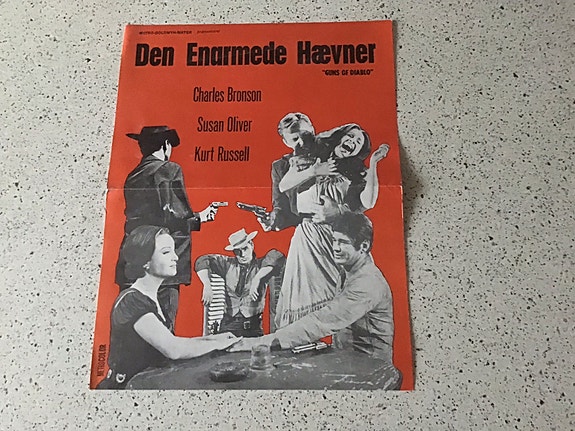 METRO-GOLDWYN-MAYER
Den Enarmede Hævner
"GUNS OF DIABLO"
Charles Bronson
Susan Oliver
Kurt Russell
METROCOLOR